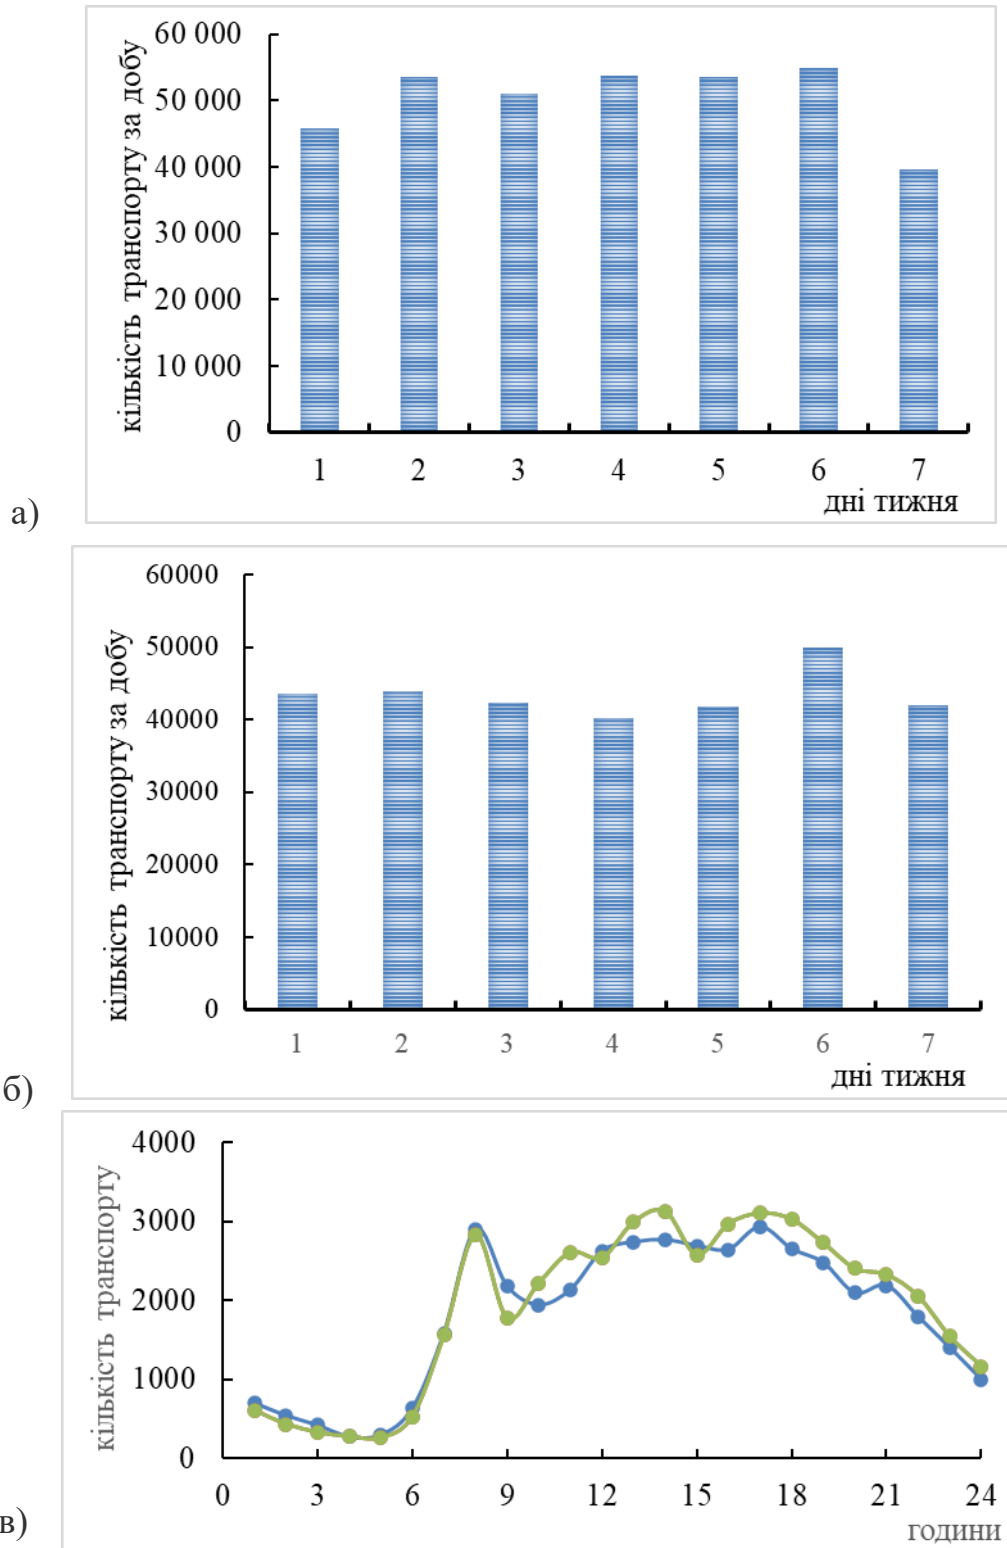 кількість транспорту за добу
60 000
50 000
40 000
30 000
20 000
10 000
0
1 2 3 4 5 6 7
дні тижня
а)
кількість транспорту за добу
60000
50000
40000
30000
20000
10000
0
1 2 3 4 5 6 7
дні тижня
б)
кількість транспорту
4000
3000
2000
1000
0
0 3 6 9 12 15 18 21 24
години
в)